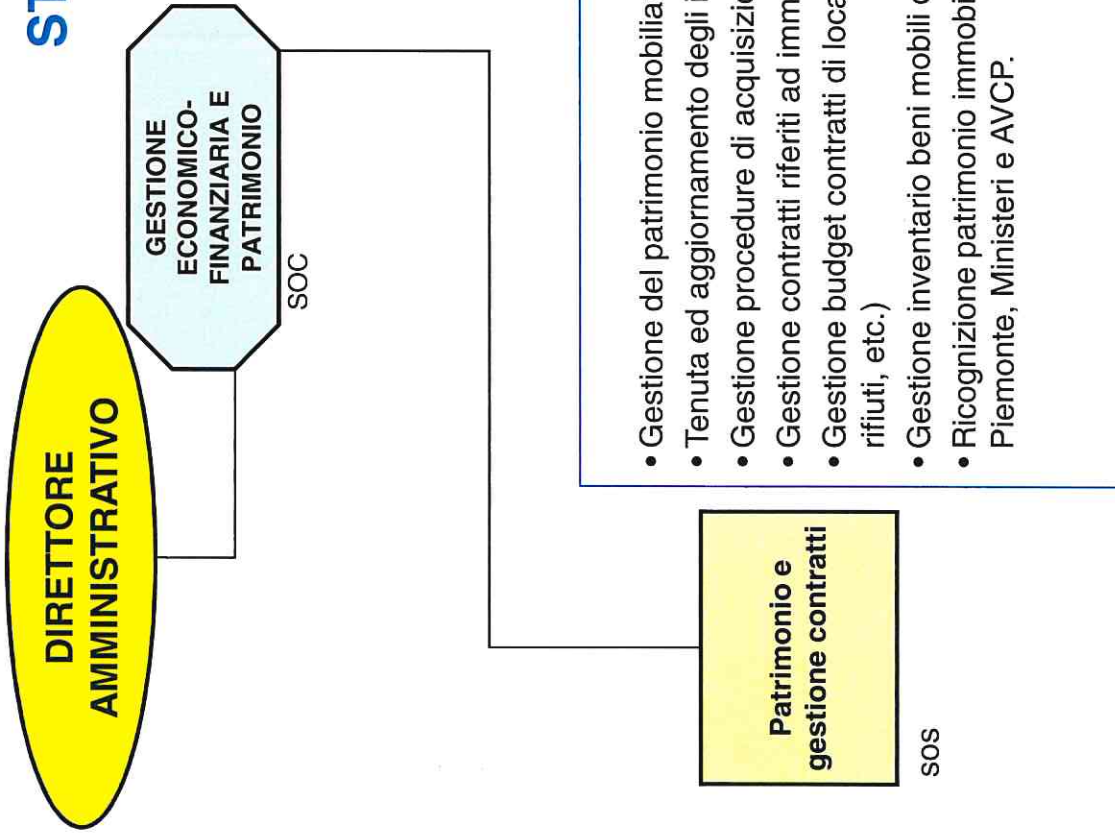 ST
DIRETTORE
AMMINISTRATIVO
GESTIONE
ECONOMICO-
FINANZIARIA E
PATRIMONIO
SOC
Patrimonio e
gestione contratti
SOS
• Gestione del patrimonio mobilia
• Tenuta ed aggiornamento degli i
• Gestione procedure di acquisizio
• Gestione contratti riferiti ad imm
• Gestione budget contratti di loca
rifiuti, etc.)
• Gestione inventario beni mobili
• Ricognizione patrimonio immobi
Piemonte, Ministeri e AVCP.